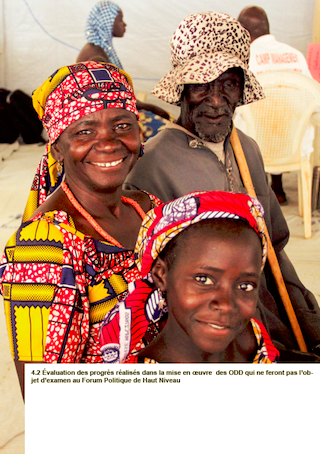 CAMP MANAGEMENT
4.2 Évaluation des progrès réalisés dans la mise en œuvre des ODD qui ne feront pas l'ob-
jet d'examen au Forum Politique de Haut Niveau